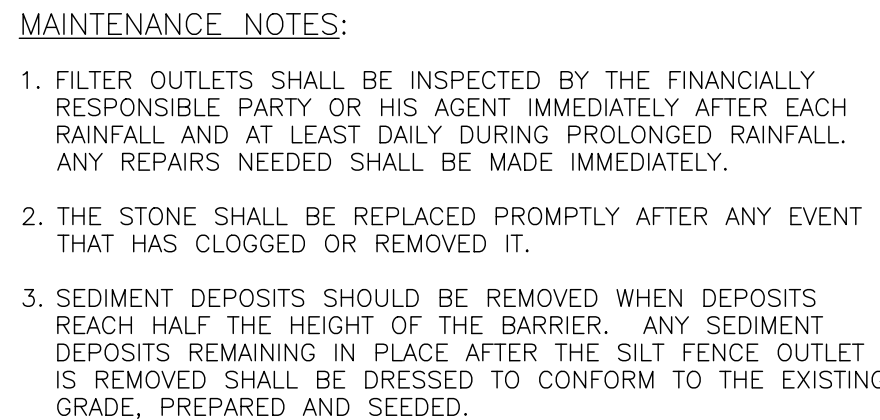 MAINTENANCE NOTES:
1. FILTER OUTLETS SHALL BE INSPECTED BY THE FINANCIALLY
RESPONSIBLE PARTY OR HIS AGENT IMMEDIATELY AFTER EACH
RAINFALL AND AT LEAST DAILY DURING PROLONGED RAINFALL.
ANY REPAIRS NEEDED SHALL BE MADE IMMEDIATELY.
2. THE STONE SHALL BE REPLACED PROMPTLY AFTER ANY EVENT
THAT HAS CLOGGED OR REMOVED IT.
3. SEDIMENT DEPOSITS SHOULD BE REMOVED WHEN DEPOSITS
REACH HALF THE HEIGHT OF THE BARRIER. ANY SEDIMENT
DEPOSITS REMAINING IN PLACE AFTER THE SILT FENCE OUTLET
IS REMOVED SHALL BE DRESSED TO CONFORM TO THE EXISTING
GRADE, PREPARED AND SEEDED.